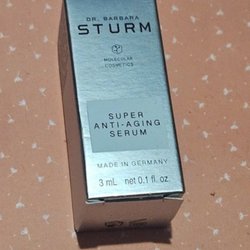 DR. BARBARA
STURM
MOLECULAR
COSMETICS
SUPER
ANTI-AGING
SERUM
MADE IN GERMANY
3 mL net 0.1 fl. oz.